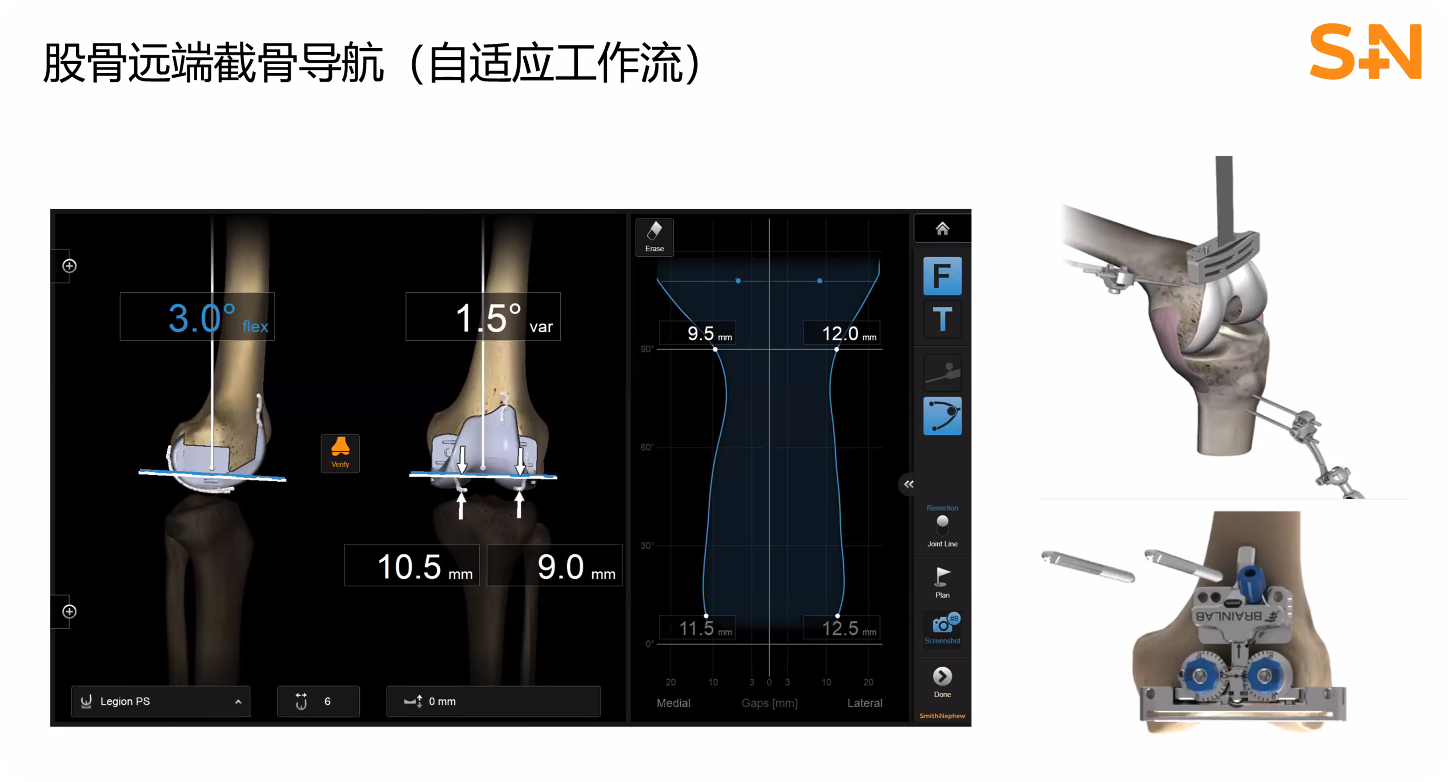 股骨远端截骨导航（自适应工作流）
S+N
Erase
3.0° flex
1.5° var
9.5 mm
12.0 mm
90°
60°
30°
0°
Verify
10.5 mm
9.0 mm
11.5 mm
12.5 mm
20 10 3 0 3 10 20
Medial Gaps [mm] Lateral
Legion PS
6
0 mm
F
T
Resection
Joint Line
Plan
#8
Screenshot
Done
SmithNephew
BRAINLAB